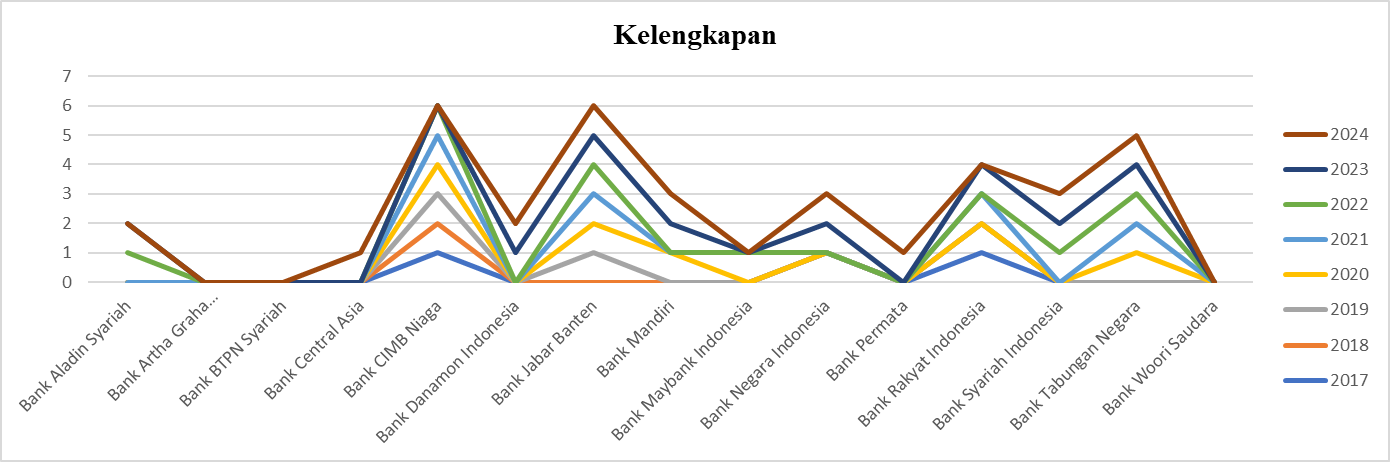 Kelengkapan
7
6
5
4
3
2
1
0
Bank Aladin Syariah
Bank Artha Graha...
Bank BTPN Syariah
Bank Central Asia
Bank CIMB Niaga
Bank Danamon Indonesia
Bank Jabar Banten
Bank Mandiri
Bank Maybank Indonesia
Bank Negara Indonesia
Bank Permata
Bank Rakyat Indonesia
Bank Syariah Indonesia
Bank Tabungan Negara
Bank Woori Saudara
2024
2023
2022
2021
2020
2019
2018
2017